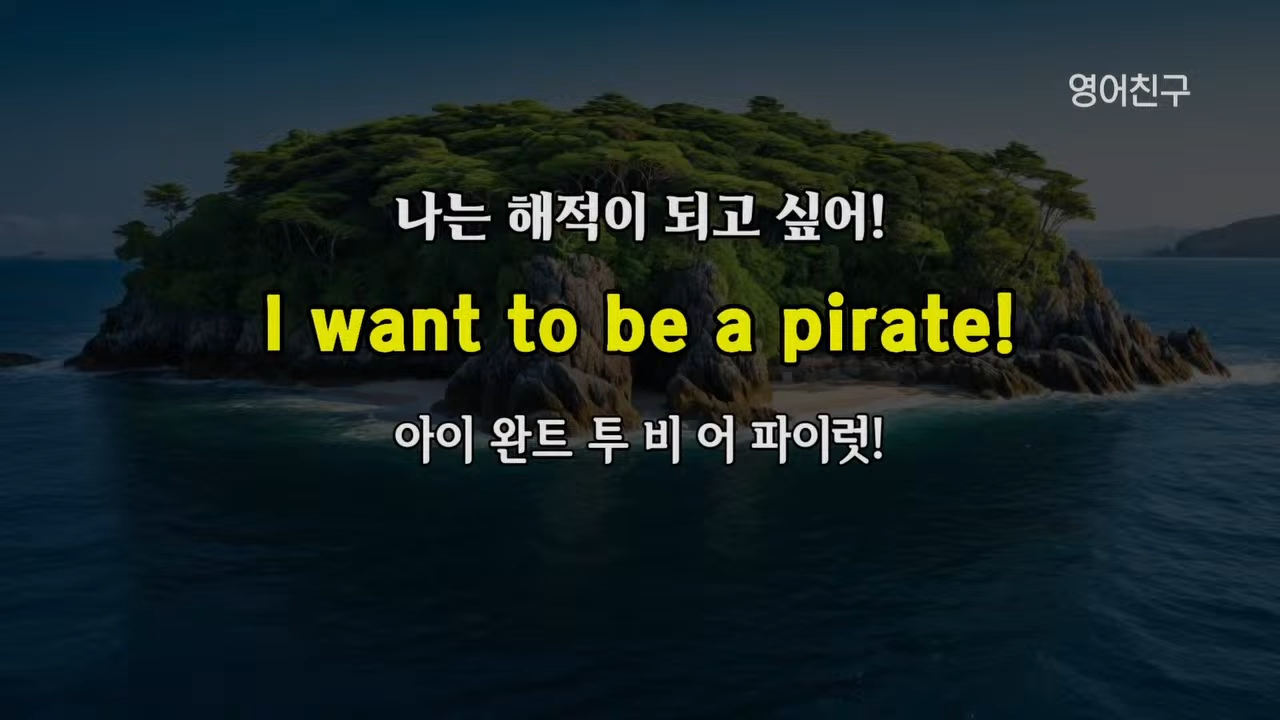 영어친구
나는 해적이 되고 싶어!
I want to be a pirate!
아이 완트 투 비 어 파이럿!